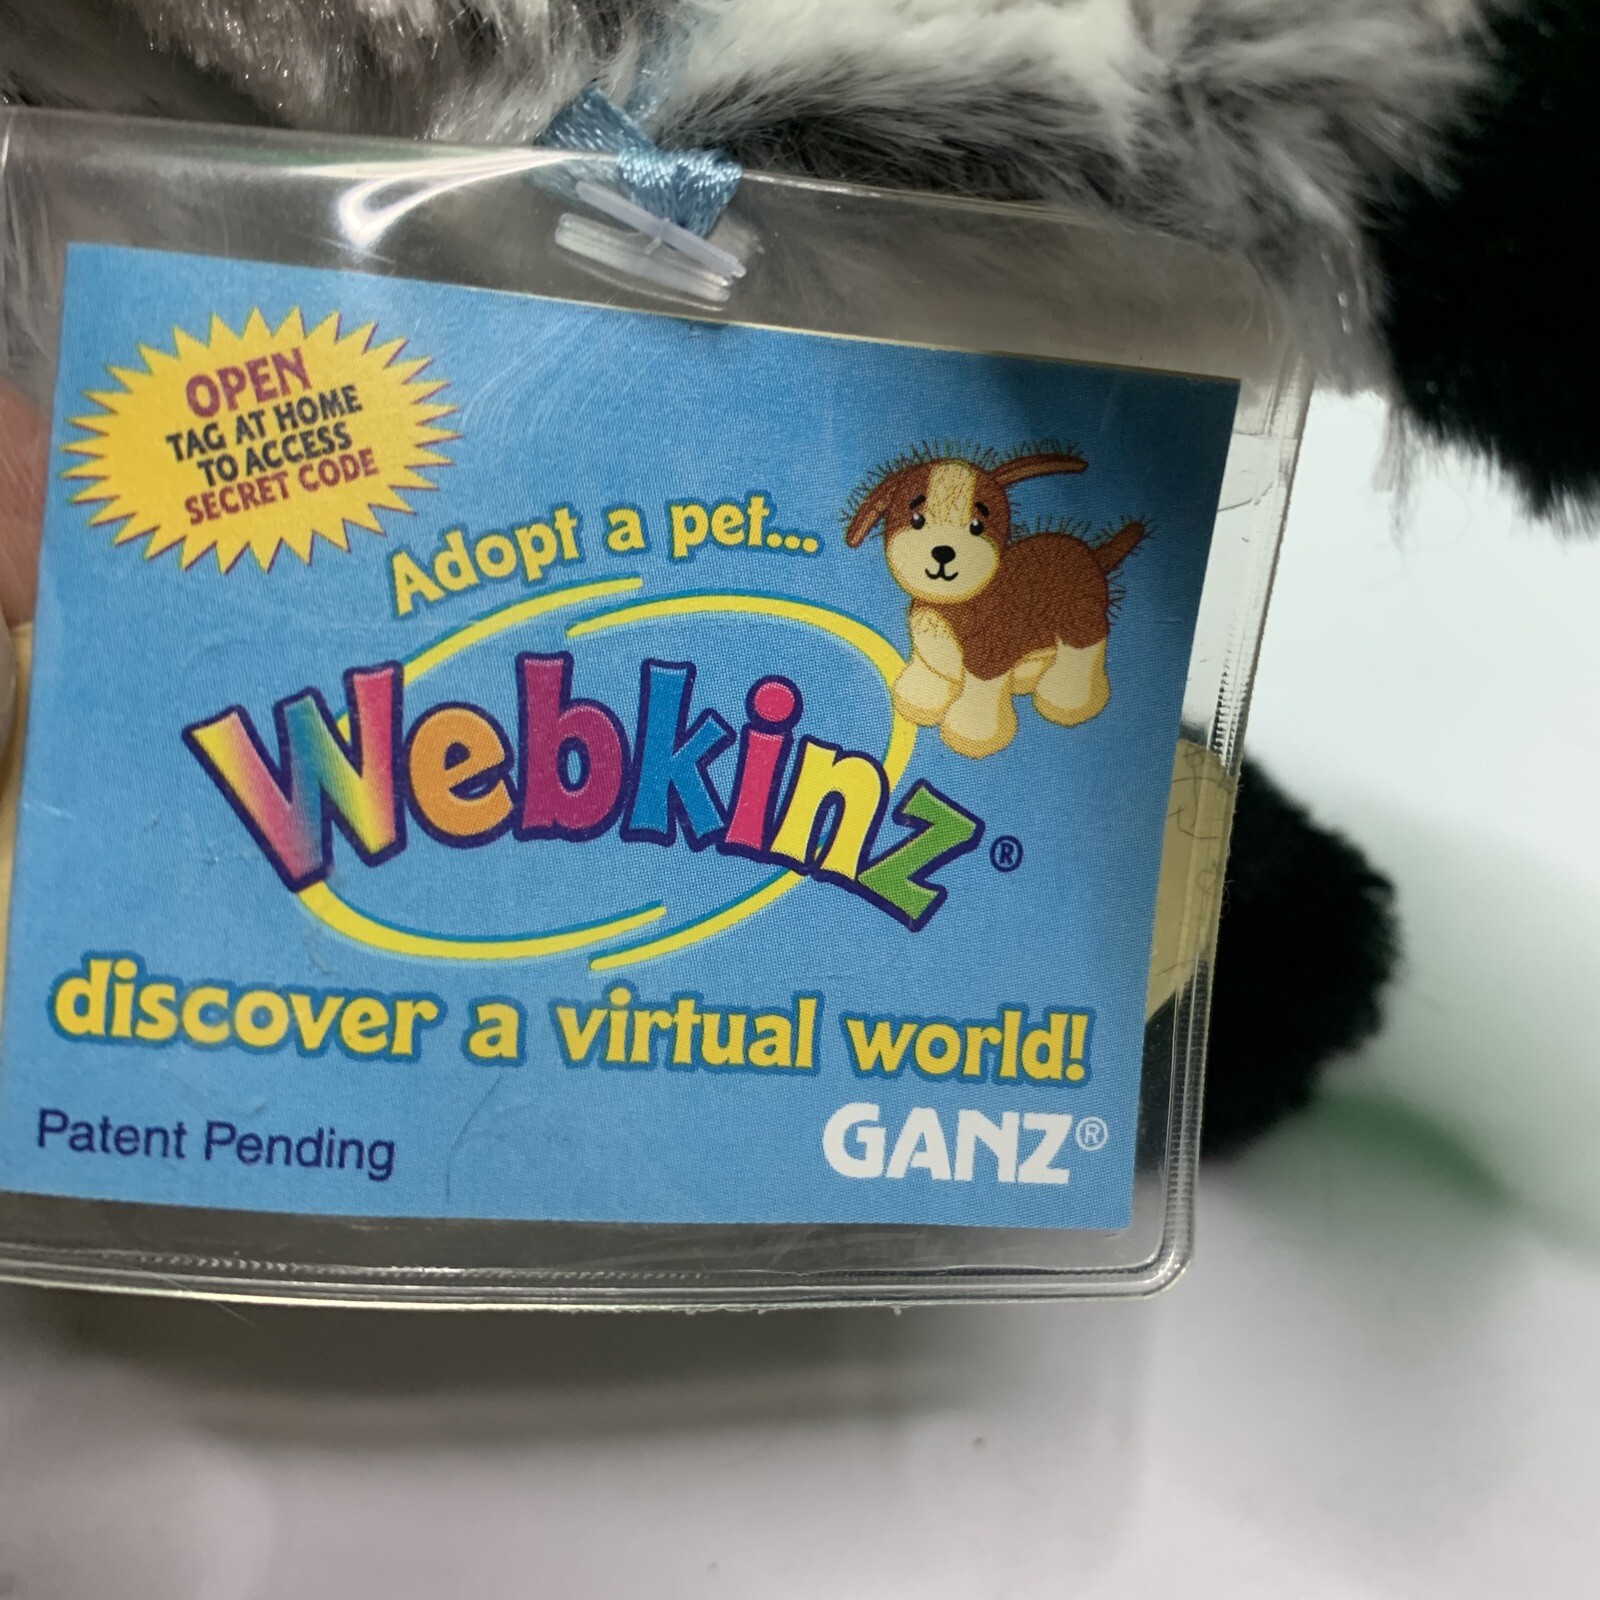 OPEN
TAG AT HOME
TO ACCESS
SECRET CODE
Adopt a pet...
Webkinz®
discover a virtual world!
Patent Pending
GANZ®